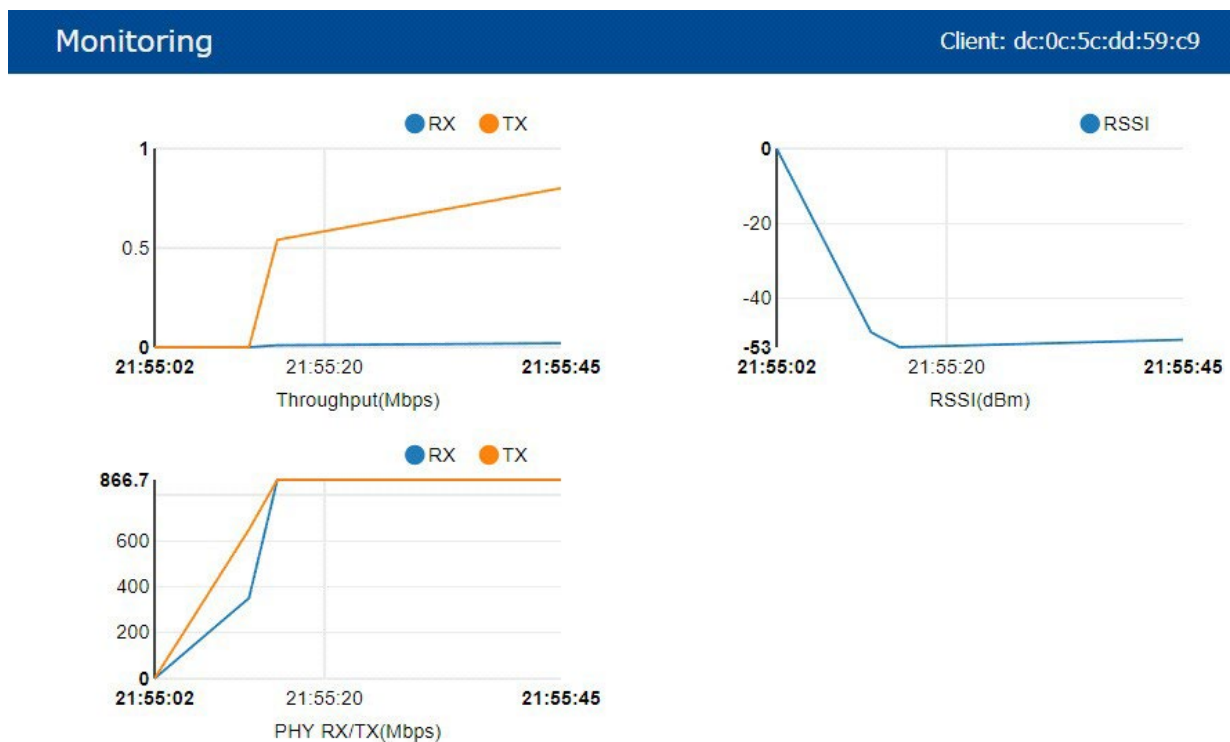 Monitoring
Client: dc:0c:5c:dd:59:c9
RX TX
1
0.5
0
21:55:02 21:55:20 21:55:45
Throughput(Mbps)
RSSI
0
-20
-40
-53
21:55:02 21:55:20 21:55:45
RSSI(dBm)
RX TX
866.7
600
400
200
0
21:55:02 21:55:20 21:55:45
PHY RX/TX(Mbps)